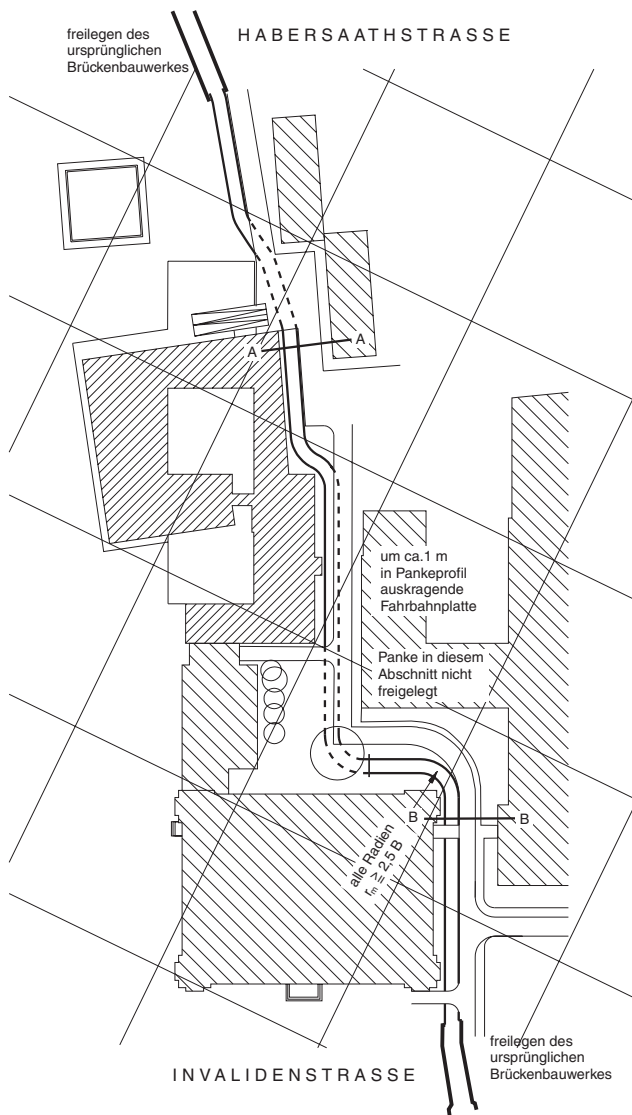 freilegen des
ursprünglichen
Brückenbauwerkes
HABERSAATHSTRASSE
A
A
um ca.1 m
in Pankeprofil
auskragende
Fahrbahnplatte
Panke in diesem
Abschnitt nicht
freigelegt
B
B
alle Radien
rₘ >= 2,5 B
freilegen des
ursprünglichen
Brückenbauwerkes
INVALIDENSTRASSE